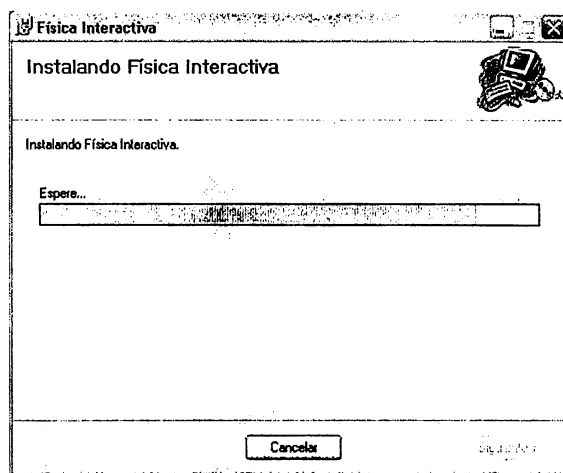 Física Interactiva
Instalando Física Interactiva
Instalando Física Interactiva.
Espere...
Cancelar